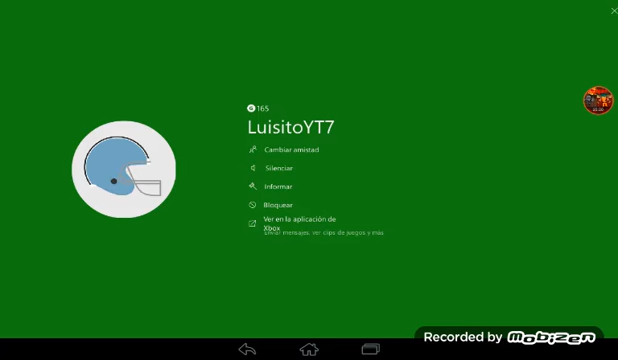 G 165
LuisitoYT7
Cambiar amistad
Silenciar
Informar
Bloquear
Ver en la aplicación de
Xbox
Enviar mensajes, ver clips de juegos y más
Recorded by mobizen